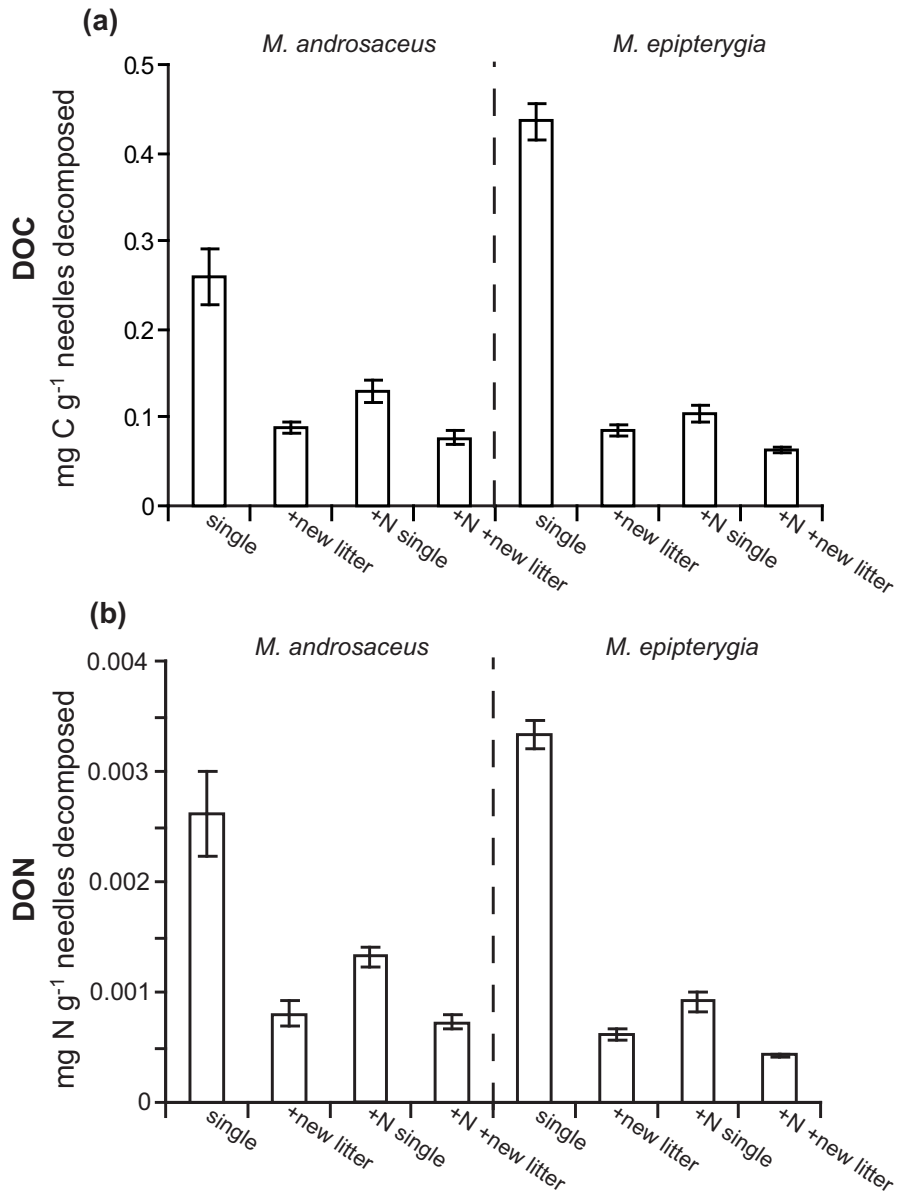 (a)
M. androsaceus
M. epipterygia
DOC
mg C g-1 needles decomposed
0.5
0.4
0.3
0.2
0.1
0
single
+new litter
+N single
+N +new litter
single
+new litter
+N single
+N +new litter
(b)
M. androsaceus
M. epipterygia
DON
mg N g-1 needles decomposed
0.004
0.003
0.002
0.001
0
single
+new litter
+N single
+N +new litter
single
+new litter
+N single
+N +new litter